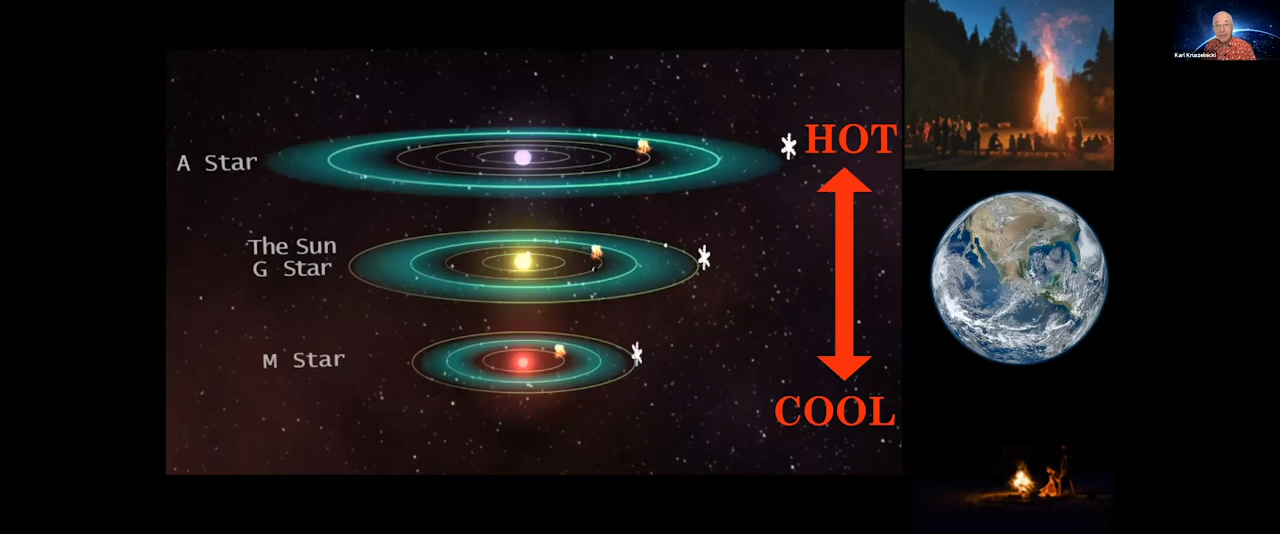 A Star
HOT
The Sun
G Star
M Star
COOL
Karl Kruszelnicki